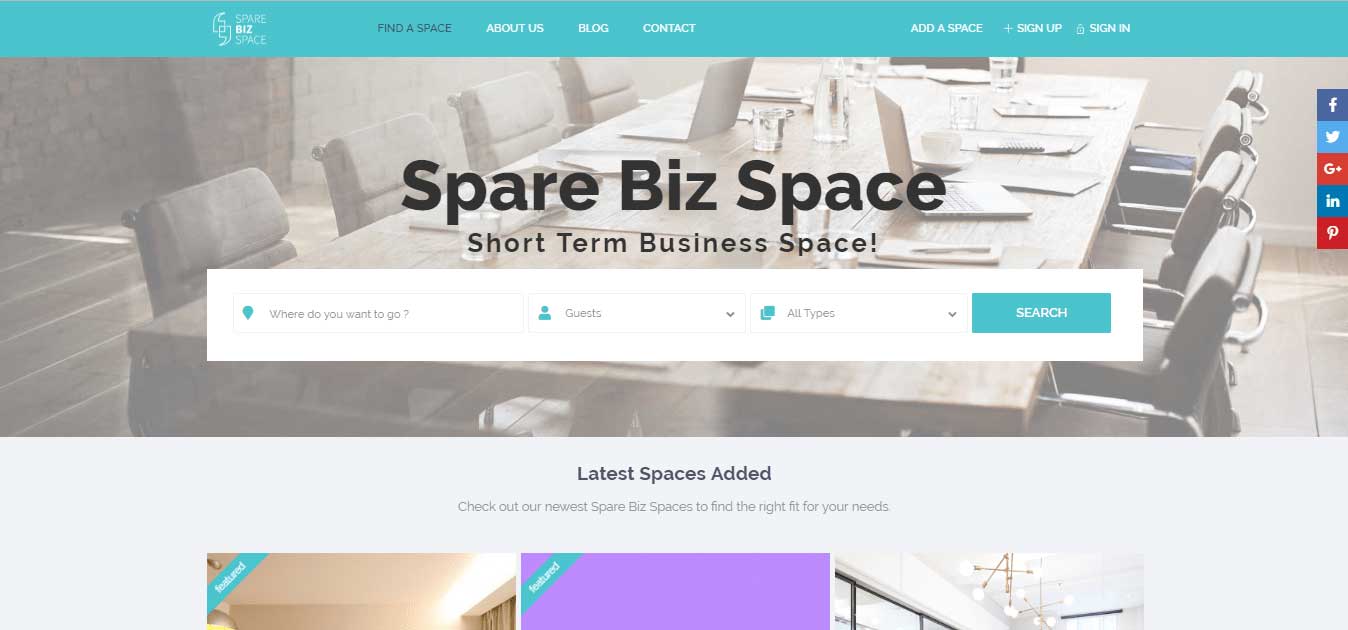 SPARE
BIZ
SPACE
FIND A SPACE
ABOUT US
BLOG
CONTACT
ADD A SPACE
SIGN UP
SIGN IN
Spare Biz Space
Short Term Business Space!
Where do you want to go ?
Guests
All Types
SEARCH
Latest Spaces Added
Check out our newest Spare Biz Spaces to find the right fit for your needs.
featured
featured